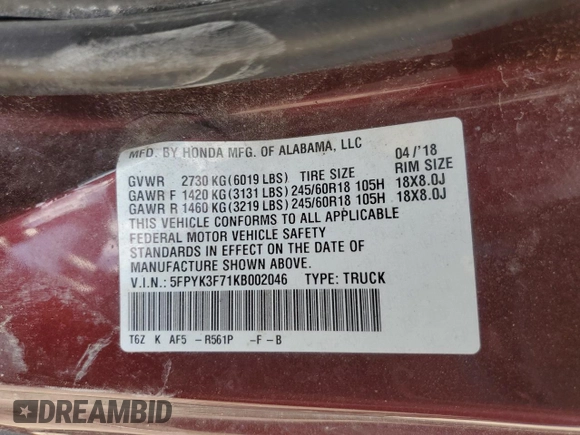 MFD. BY HONDA MFG. OF ALABAMA, LLC 04/'18
GVWR 2730 KG(6019 LBS) TIRE SIZE RIM SIZE
GAWR F 1420 KG(3131 LBS) 245/60R18 105H 18X8.0J
GAWR R 1460 KG(3219 LBS) 245/60R18 105H 18X8.0J
THIS VEHICLE CONFORMS TO ALL APPLICABLE
FEDERAL MOTOR VEHICLE SAFETY
STANDARDS IN EFFECT ON THE DATE OF
MANUFACTURE SHOWN ABOVE.
V.I.N.: 5FPYK3F71KB002046 TYPE: TRUCK
T6Z K AF5 -R561P -F -B
DREAMBID